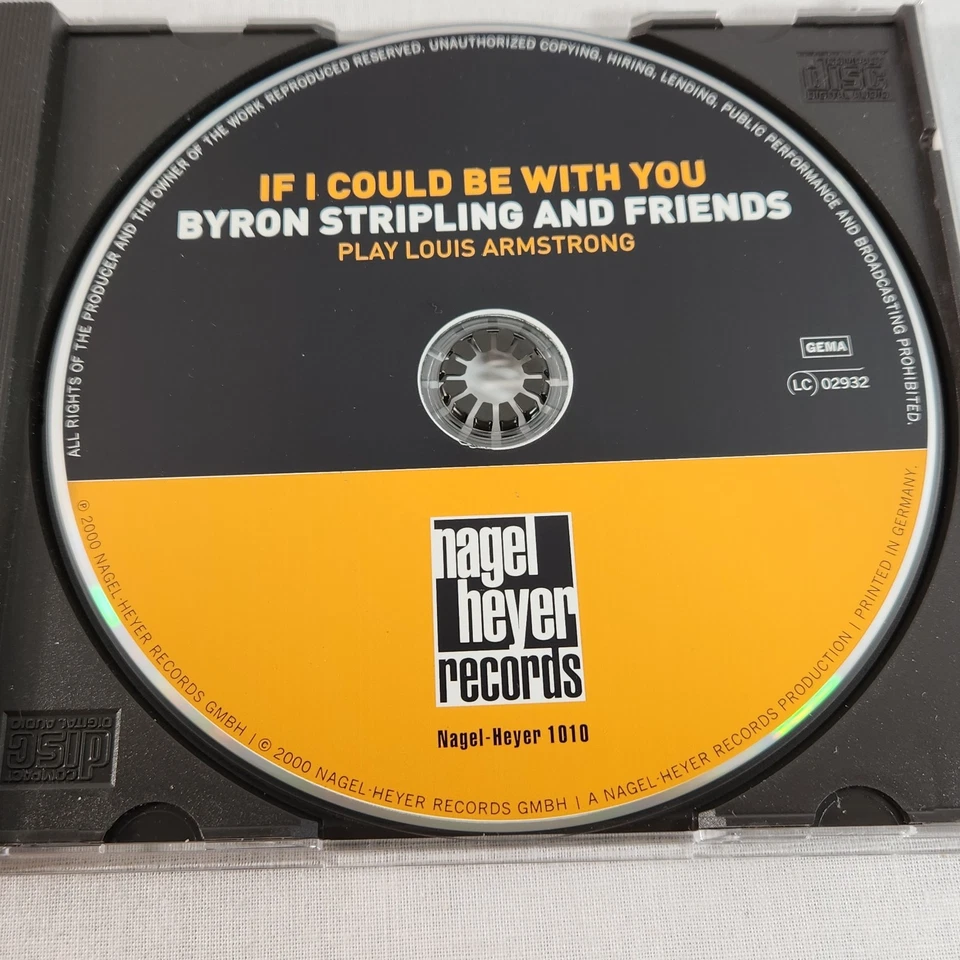 ALL RIGHTS OF THE PRODUCER AND THE OWNER OF THE WORK REPRODUCED RESERVED. UNAUTHORIZED COPYING, HIRING, LENDING, PUBLIC PERFORMANCE AND BROADCASTING PROHIBITED.
IF I COULD BE WITH YOU
BYRON STRIPLING AND FRIENDS
PLAY LOUIS ARMSTRONG
GEMA
LC 02932
nagel
heyer
records
Nagel-Heyer 1010
℗ 2000 NAGEL-HEYER RECORDS GMBH | © 2000 NAGEL-HEYER RECORDS GMBH | A NAGEL-HEYER RECORDS PRODUCTION | PRINTED IN GERMANY.
COMPACT
disc
DIGITAL AUDIO
disc
DIGITAL AUDIO